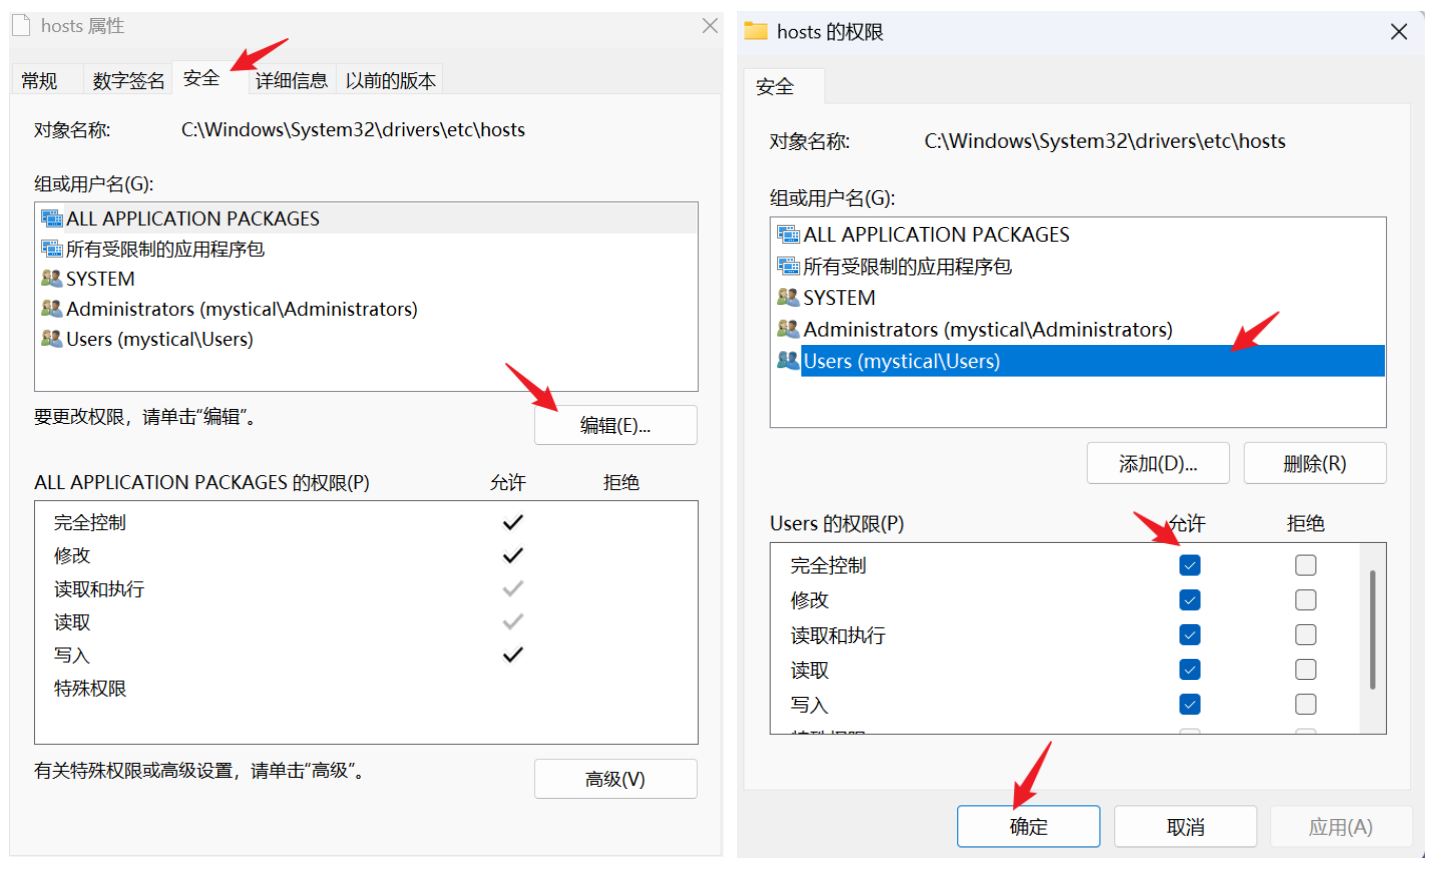 hosts 属性
常规
数字签名
安全
详细信息
以前的版本
对象名称:
C:\Windows\System32\drivers\etc\hosts
组或用户名(G):
ALL APPLICATION PACKAGES
所有受限制的应用程序包
SYSTEM
Administrators (mystical\Administrators)
Users (mystical\Users)
要更改权限，请单击“编辑”。
编辑(E)...
ALL APPLICATION PACKAGES 的权限(P)
允许
拒绝
完全控制
修改
读取和执行
读取
写入
特殊权限
有关特殊权限或高级设置，请单击“高级”。
高级(V)
hosts 的权限
安全
对象名称:
C:\Windows\System32\drivers\etc\hosts
组或用户名(G):
ALL APPLICATION PACKAGES
所有受限制的应用程序包
SYSTEM
Administrators (mystical\Administrators)
Users (mystical\Users)
添加(D)...
删除(R)
Users 的权限(P)
允许
拒绝
完全控制
修改
读取和执行
读取
写入
确定
取消
应用(A)